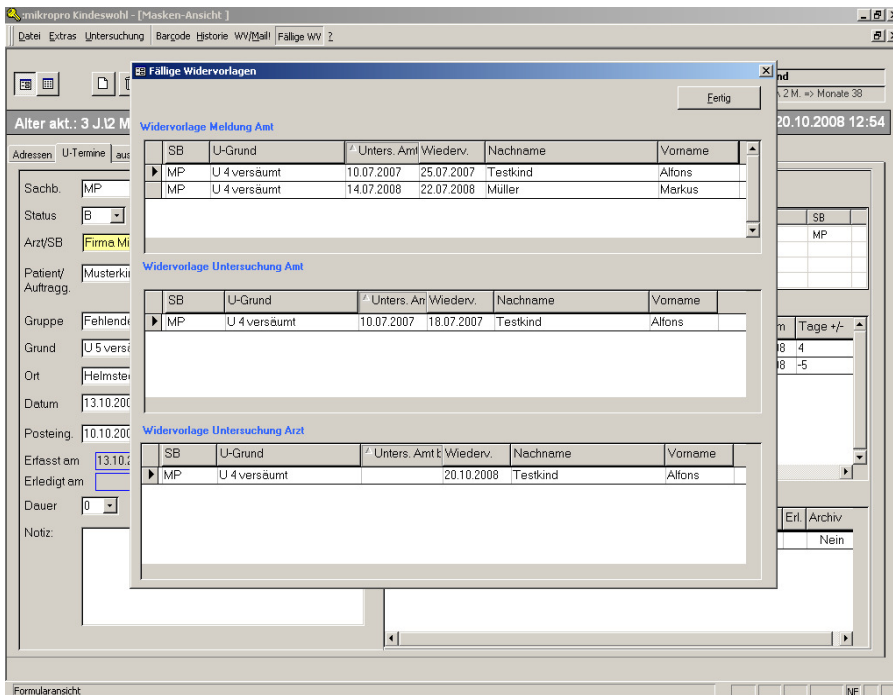 :mikropro Kindeswohl - [Masken-Ansicht ]
Datei Extras Untersuchung Barcode Historie WV/Mail! Fällige WV ?
Fällige Widervorlagen
Fertig
nd
2 M. => Monate 38
Alter akt.: 3 J.\2 M
20.10.2008 12:54
Adressen U-Termine aus
Widervorlage Meldung Amt
SB U-Grund Unters. Amt Wiederv. Nachname Vorname
MP U 4 versäumt 10.07.2007 25.07.2007 Testkind Alfons
MP U 4 versäumt 14.07.2008 22.07.2008 Müller Markus
Widervorlage Untersuchung Amt
SB U-Grund Unters. Am Wiederv. Nachname Vorname
MP U 4 versäumt 10.07.2007 18.07.2007 Testkind Alfons
Widervorlage Untersuchung Arzt
SB U-Grund Unters. Amt b Wiederv. Nachname Vorname
MP U 4 versäumt 20.10.2008 Testkind Alfons
Sachb. MP
Status B
Arzt/SB Firma Mi
Patient/ Musterki
Auftragg.
Gruppe Fehlende
Grund U 5 versä
Ort Helmste
Datum 13.10.200
Posteing. 10.10.200
Erfasst am 13.10.2
Erledigt am
Dauer 0
Notiz:
SB
MP
m Tage +/-
08 4
08 -5
Erl. Archiv
Nein
Formularansicht
NF